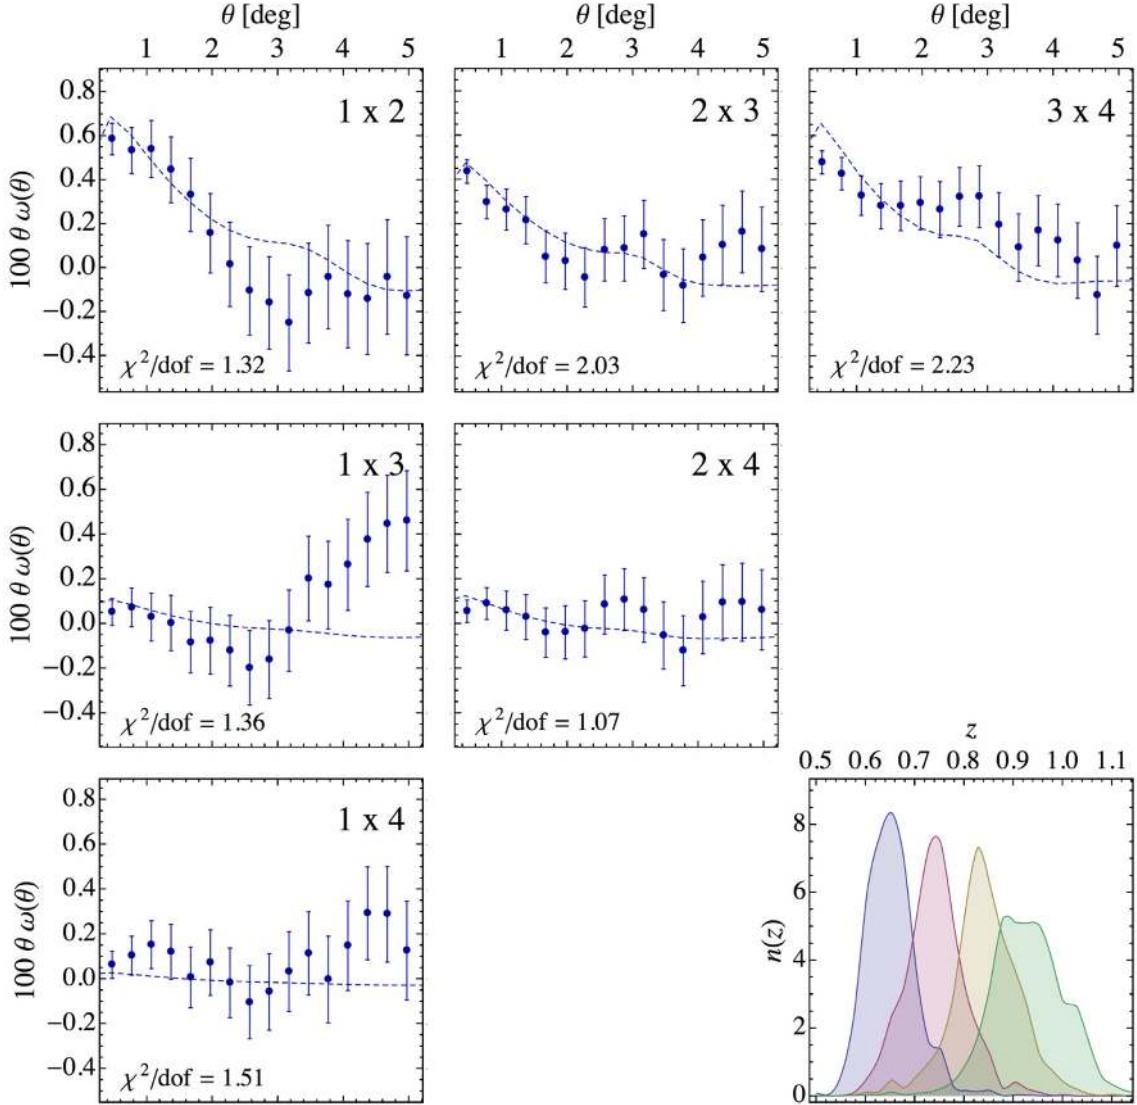 θ [deg] θ [deg] θ [deg]
1 2 3 4 5 1 2 3 4 5 1 2 3 4 5
100 θ ω(θ)
0.8
0.6
0.4
0.2
0.0
−0.2
−0.4
1 x 2
χ²/dof = 1.32
2 x 3
χ²/dof = 2.03
3 x 4
χ²/dof = 2.23
100 θ ω(θ)
0.8
0.6
0.4
0.2
0.0
−0.2
−0.4
1 x 3
χ²/dof = 1.36
2 x 4
χ²/dof = 1.07
100 θ ω(θ)
0.8
0.6
0.4
0.2
0.0
−0.2
−0.4
1 x 4
χ²/dof = 1.51
z
0.5 0.6 0.7 0.8 0.9 1.0 1.1
n(z)
8
6
4
2
0